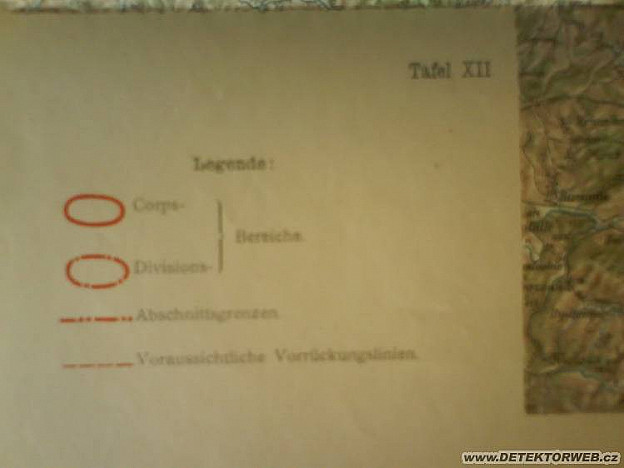 Tafel XII
Legende:
Corps-
Bereiche.
Divisions-
Abschnittsgrenzen.
Voraussichtliche Vorrückungslinien.
www.DETEKTORWEB.cz